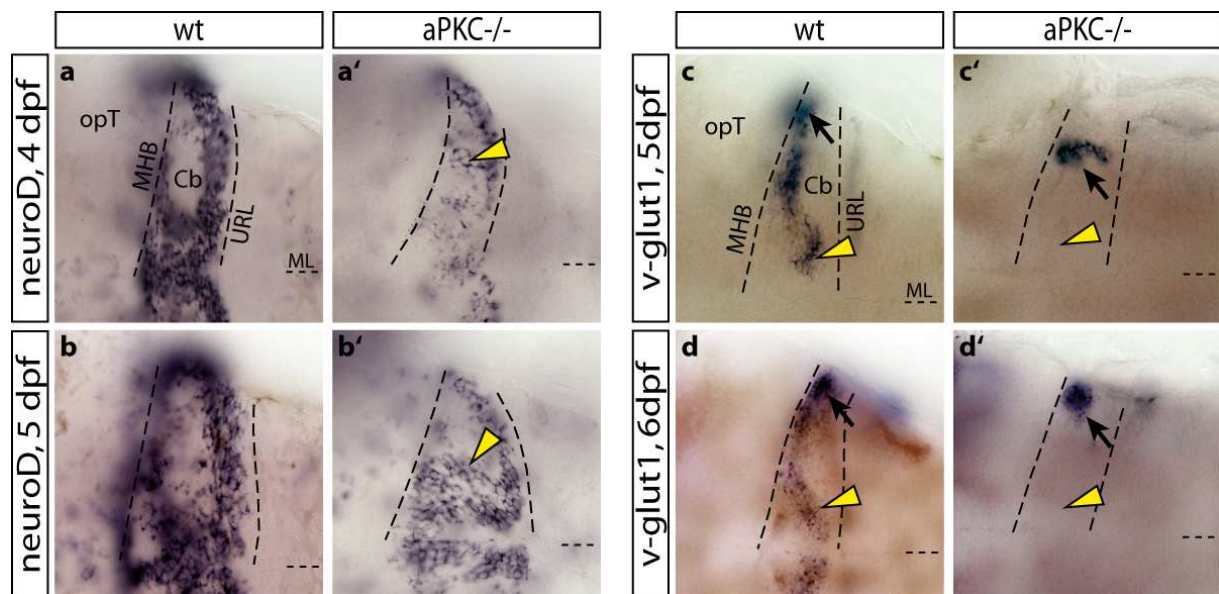 wt
aPKC-/-
wt
aPKC-/-
neuroD, 4 dpf
a
opT
MHB
Cb
URL
ML
a'
v-glut1, 5dpf
c
opT
MHB
Cb
URL
ML
c'
neuroD, 5 dpf
b
b'
v-glut1, 6dpf
d
d'